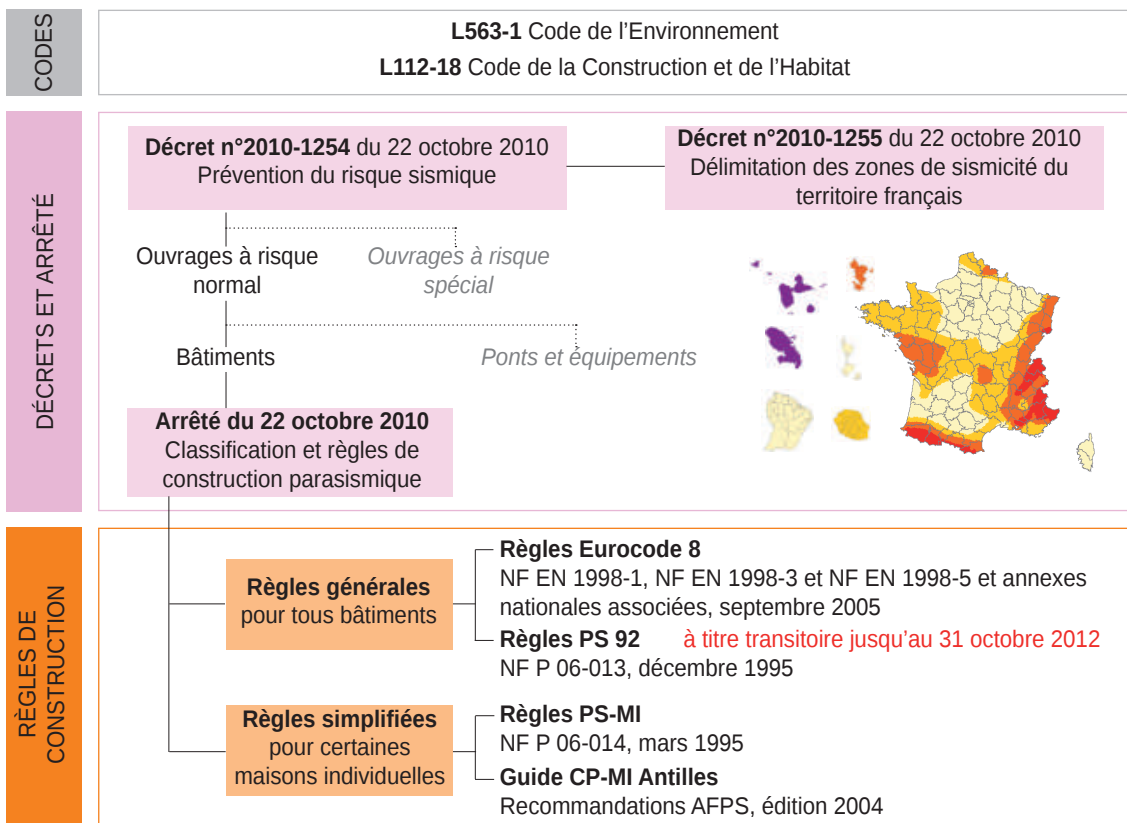 CODES
L563-1 Code de l'Environnement
L112-18 Code de la Construction et de l'Habitat
DÉCRETS ET ARRÊTÉ
Décret n°2010-1254 du 22 octobre 2010
Prévention du risque sismique
Décret n°2010-1255 du 22 octobre 2010
Délimitation des zones de sismicité du
territoire français
Ouvrages à risque
normal
Ouvrages à risque
spécial
Bâtiments
Ponts et équipements
Arrêté du 22 octobre 2010
Classification et règles de
construction parasismique
RÈGLES DE
CONSTRUCTION
Règles générales
pour tous bâtiments
Règles Eurocode 8
NF EN 1998-1, NF EN 1998-3 et NF EN 1998-5 et annexes
nationales associées, septembre 2005
Règles PS 92 à titre transitoire jusqu'au 31 octobre 2012
NF P 06-013, décembre 1995
Règles simplifiées
pour certaines
maisons individuelles
Règles PS-MI
NF P 06-014, mars 1995
Guide CP-MI Antilles
Recommandations AFPS, édition 2004